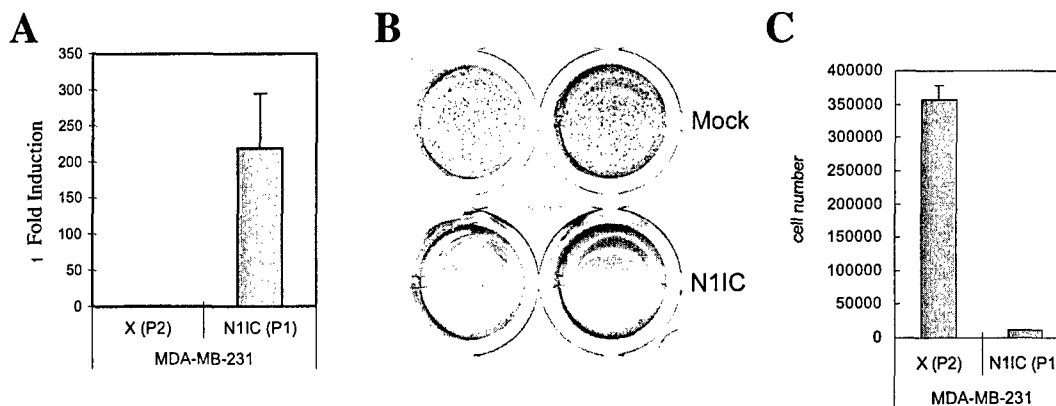 A
350
300
250
200
150
100
50
0
Fold Induction
X (P2)
N1IC (P1)
MDA-MB-231
B
Mock
N1IC
C
400000
350000
300000
250000
200000
150000
100000
50000
0
cell number
X (P2)
N1IC (P1
MDA-MB-231